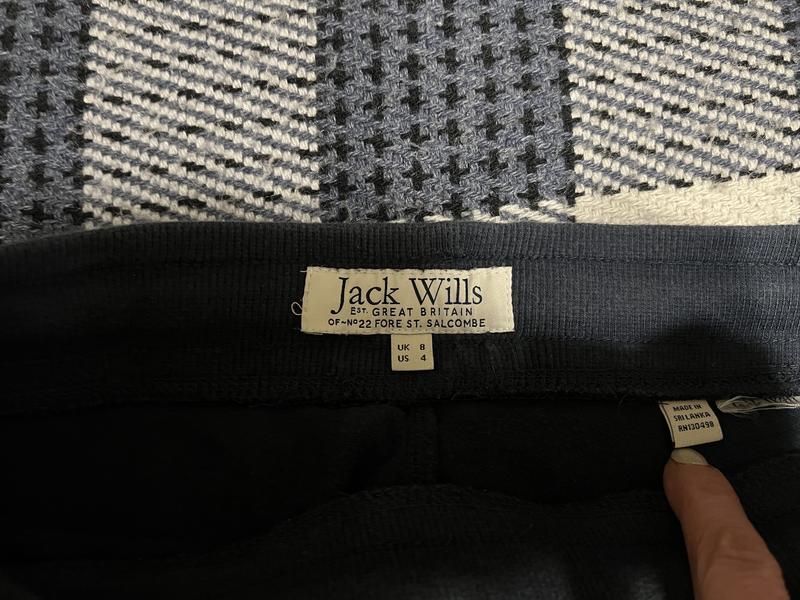 Jack Wills
EST. GREAT BRITAIN
OF~Nº22 FORE ST. SALCOMBE
UK 8
US 4
MADE IN
SRI LANKA
RN130498